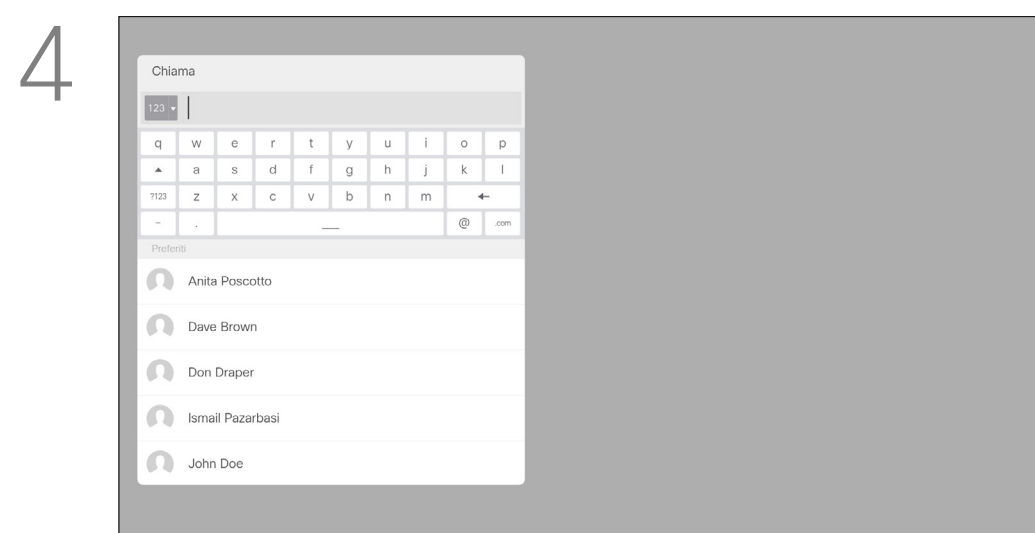 4
Chiama
123
q w e r t y u i o p
a s d f g h j k l
?123 z x c v b n m
- . @ .com
Preferiti
Anita Poscotto
Dave Brown
Don Draper
Ismail Pazarbasi
John Doe